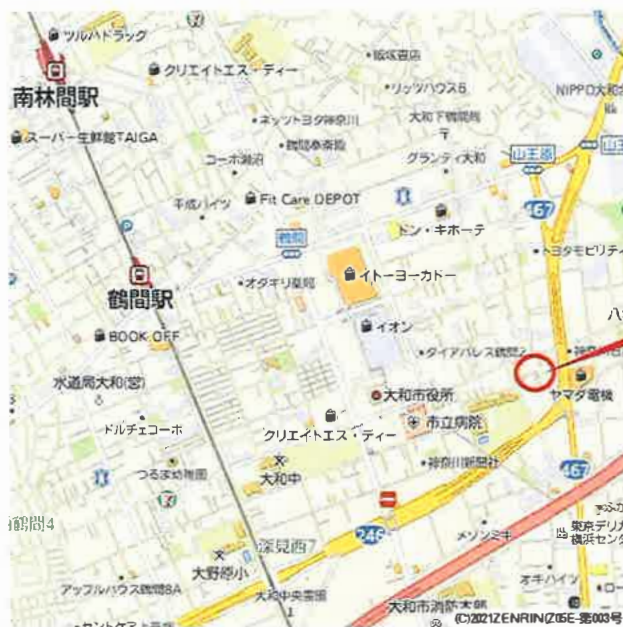 ツルハドラッグ
南林間駅
クリエイトエス・ディー
飯塚書店
リッツハウス6
NIPPO大和
スーパー生鮮館TAIGA
ネッツトヨタ神奈川
大和下鶴間局
コーポ瀬沼
グランディ大和
山王原
平成ハイツ
Fit Care DEPOT
467
ドン・キホーテ
鶴間
トヨタモビリティ
鶴間駅
オダギリ薬局
イトーヨーカドー
イオン
BOOK OFF
ダイアパレス鶴間2
水道局大和(営)
大和市役所
ヤマダ電機
ドルチェコーポ
クリエイトエス・ディー
市立病院
つるま幼稚園
大和中
神奈川新聞社
467
鶴間4
深見西7
246
メゾンミキ
東京デリカ
横浜センタ
大野原小
アップルハウス鶴間8A
大和中央霊園
オキハイツ
大和市消防本部
(C)2021ZENRIN(Z05E-第003号